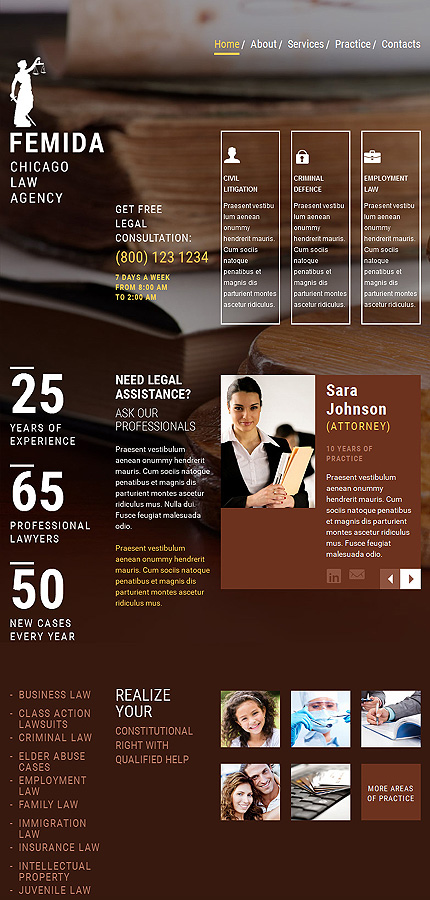 Home / About / Services / Practice / Contacts
FEMIDA
CHICAGO
LAW
AGENCY
GET FREE
LEGAL
CONSULTATION:
(800) 123 1234
7 DAYS A WEEK
FROM 8:00 AM
TO 2:00 AM
CIVIL
LITIGATION
Praesent vestibu
lum aenean
onummy
hendrerit mauris.
Cum sociis
natoque
penatibus et
magnis dis
parturient montes
ascetur ridiculus.
CRIMINAL
DEFENCE
Praesent vestibu
lum aenean
onummy
hendrerit mauris.
Cum sociis
natoque
penatibus et
magnis dis
parturient montes
ascetur ridiculus.
EMPLOYMENT
LAW
Praesent vestibu
lum aenean
onummy
hendrerit mauris.
Cum sociis
natoque
penatibus et
magnis dis
parturient montes
ascetur ridiculus.
25
YEARS OF
EXPERIENCE
65
PROFESSIONAL
LAWYERS
50
NEW CASES
EVERY YEAR
NEED LEGAL
ASSISTANCE?
ASK OUR
PROFESSIONALS
Praesent vestibulum
aenean onummy hendrerit
mauris. Cum sociis natoque
penatibus et magnis dis
parturient montes ascetur
ridiculus mus. Nulla dui.
Fusce feugiat malesuada
odio.
Praesent vestibulum
aenean onummy hendrerit
mauris. Cum sociis natoque
penatibus et magnis dis
parturient montes ascetur
ridiculus mus.
Sara
Johnson
(ATTORNEY)
10 YEARS OF
PRACTICE
Praesent vestibulum
aenean onummy
hendrerit mauris. Cum
sociis natoque
penatibus et magnis dis
parturient montes
ascetur ridiculus
mus. Fusce feugiat
malesuada odio.
in
- BUSINESS LAW
- CLASS ACTION
LAWSUITS
- CRIMINAL LAW
- ELDER ABUSE
CASES
- EMPLOYMENT
LAW
- FAMILY LAW
- IMMIGRATION
LAW
- INSURANCE LAW
- INTELLECTUAL
PROPERTY
- JUVENILE LAW
REALIZE
YOUR
CONSTITUTIONAL
RIGHT WITH
QUALIFIED HELP
MORE AREAS
OF PRACTICE